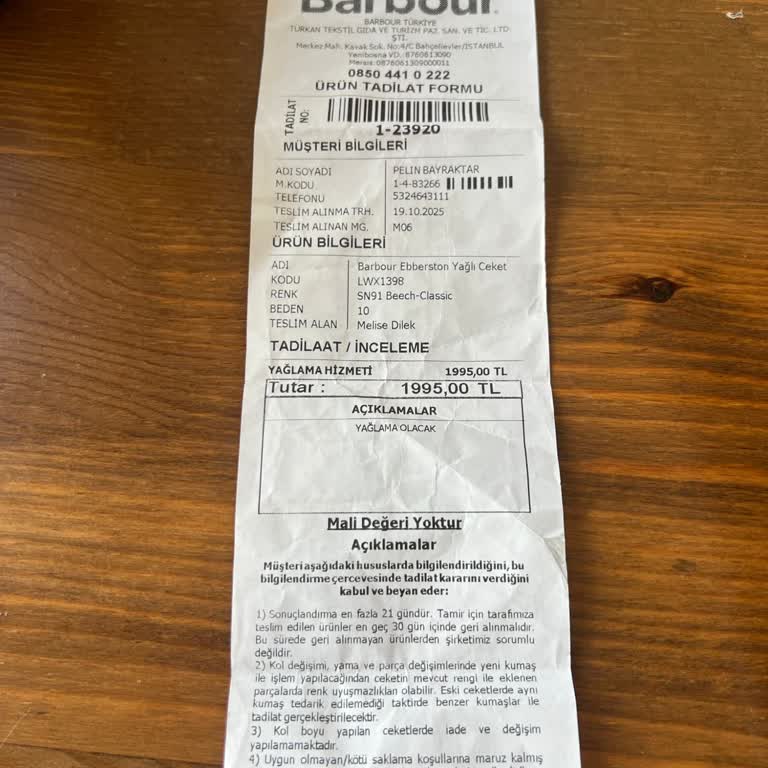 Barbour.
BARBOUR TÜRKİYE
TURKAN TEKSTİL GIDA VE TURİZM PAZ. SAN. VE TİC. LTD.
ŞTİ.
Merkez Mah. Kavak Sok. No:4/C Bahçelievler/İSTANBUL
Yenibosna VD.: 8760613090
Mersis: 0876061309000011
0850 441 0 222
ÜRÜN TADİLAT FORMU
TADİLAT
NO:
1-23920
MÜŞTERİ BİLGİLERİ
ADI SOYADI PELİN BAYRAKTAR
M.KODU 1-4-83266
TELEFONU 5324643111
TESLİM ALINMA TRH. 19.10.2025
TESLİM ALINAN MG. M06
ÜRÜN BİLGİLERİ
ADI Barbour Ebberston Yağlı Ceket
KODU LWX1398
RENK SN91 Beech-Classic
BEDEN 10
TESLİM ALAN Melise Dilek
TADİLAAT / İNCELEME
YAĞLAMA HİZMETİ 1995,00 TL
Tutar : 1995,00 TL
AÇIKLAMALAR
YAĞLAMA OLACAK
Mali Değeri Yoktur
Açıklamalar
Müşteri aşağıdaki hususlarda bilgilendirildiğini, bu
bilgilendirme çercevesinde tadilat kararını verdiğini
kabul ve beyan eder:
1) Sonuçlandırma en fazla 21 gündür. Tamir için tarafımıza
teslim edilen ürünler en geç 30 gün içinde geri alınmalıdır.
Bu sürede geri alınmayan ürünlerden şirketimiz sorumlu
değildir.
2) Kol değişimi, yama ve parça değişimlerinde yeni kumaş
ile işlem yapılacağından ceketin mevcut rengi ile eklenen
parçalarda renk uyuşmazlıkları olabilir. Eski ceketlerde aynı
kumaş tedarik edilemediği taktirde benzer kumaşlar ile
tadilat gerçekleştirilecektir.
3) Kol boyu yapılan ceketlerde iade ve değişim
yapılamamaktadır.
4) Uygun olmayan/kötü saklama koşullarına maruz kalmış